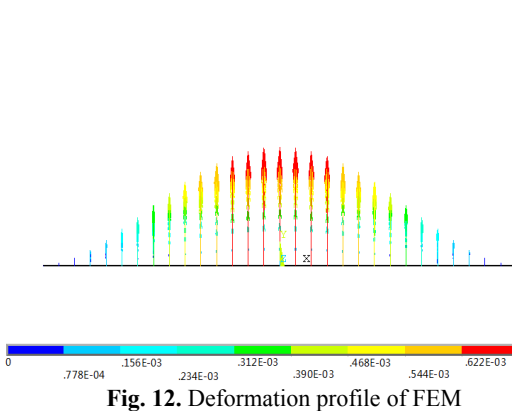 Y
Z X
0 .156E-03 .312E-03 .468E-03 .622E-03
.778E-04 .234E-03 .390E-03 .544E-03
Fig. 12. Deformation profile of FEM